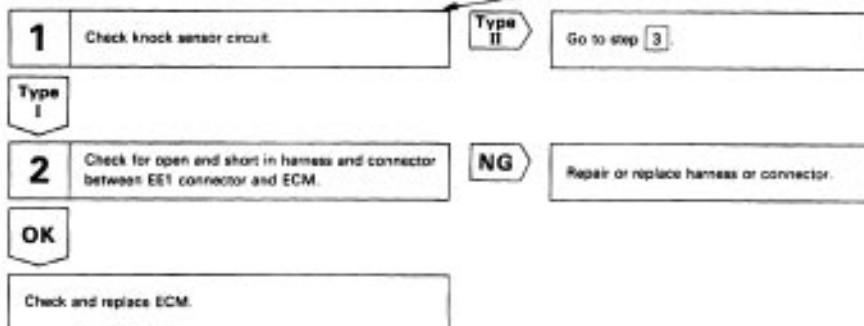 1
Check knock sensor circuit.
Type
II
Go to step 3.
Type
I
2
Check for open and short in harness and connector
between EE1 connector and ECM.
NG
Repair or replace harness or connector.
OK
Check and replace ECM.